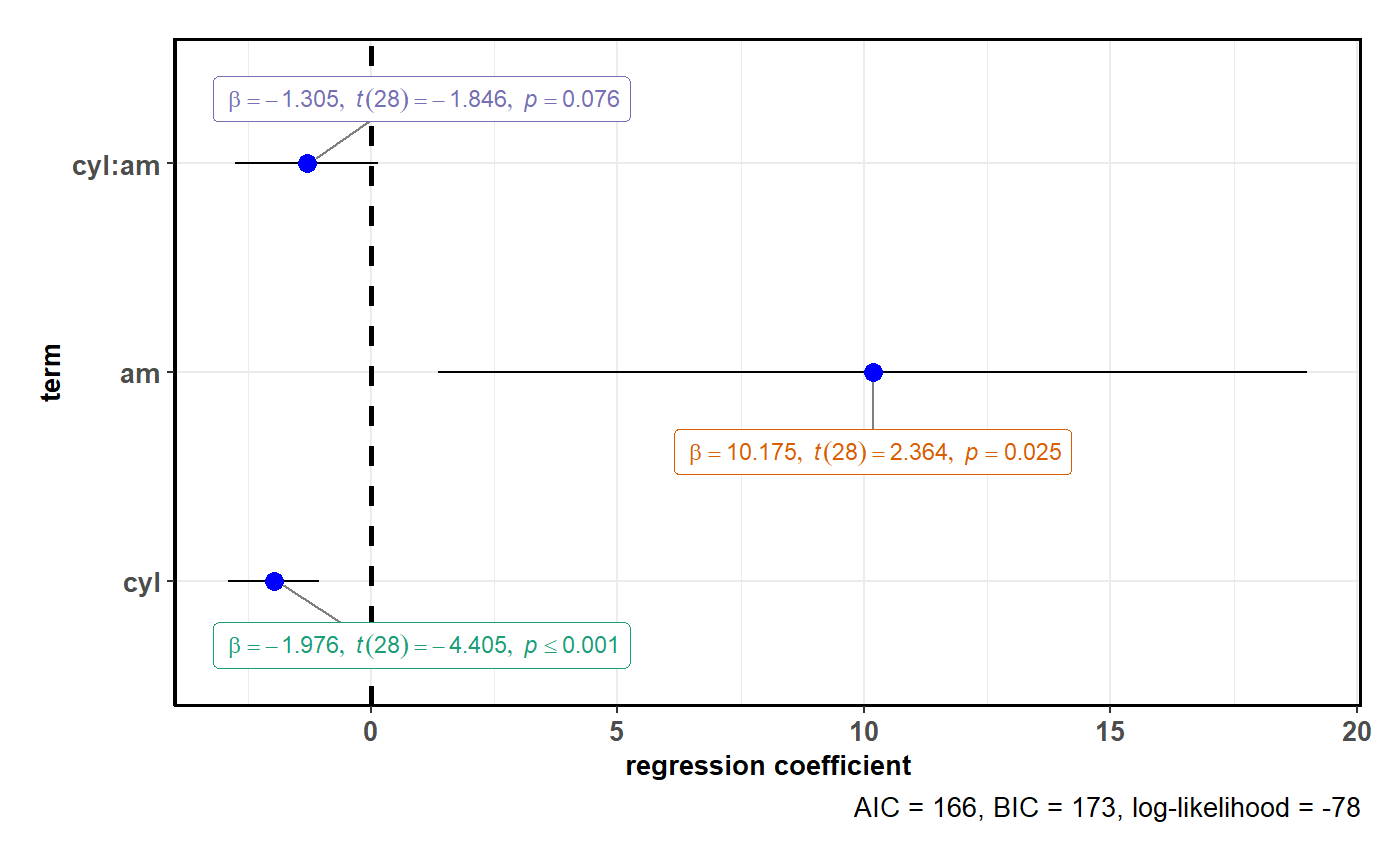 β = −1.305, t(28) = −1.846, p = 0.076
cyl:am
term
am
β = 10.175, t(28) = 2.364, p = 0.025
cyl
β = −1.976, t(28) = −4.405, p ≤ 0.001
0 5 10 15 20
regression coefficient
AIC = 166, BIC = 173, log-likelihood = -78